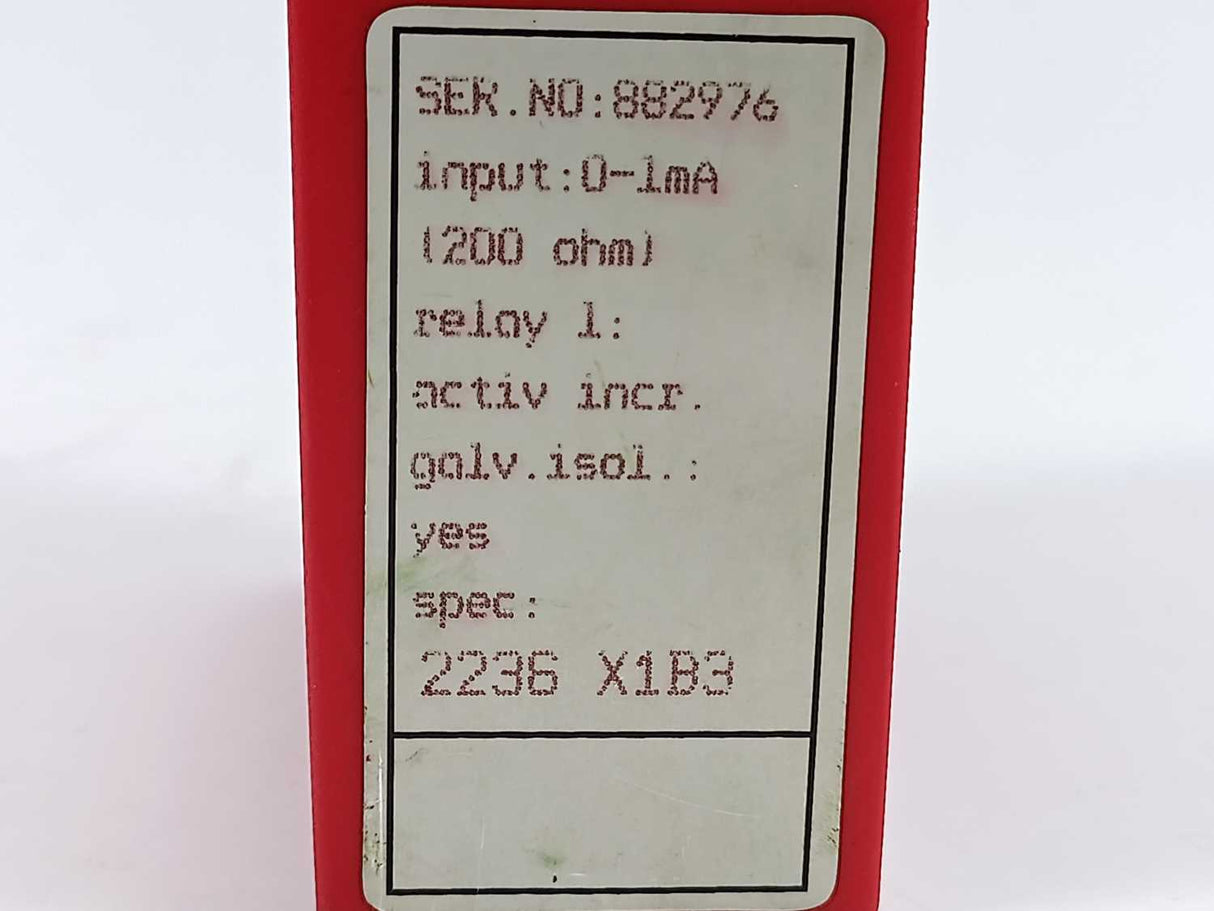 SER.NO:882976
input:0-1mA
(200 ohm)
relay 1:
activ incr.
galv.isol.:
yes
spec:
2236 X1B3